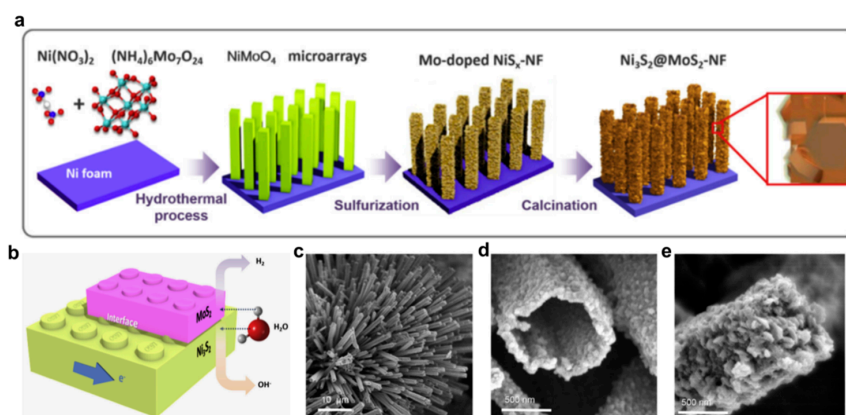 a
Ni(NO₃)₂ (NH₄)₆Mo₇O₂₄ NiMoO₄ microarrays Mo-doped NiSₓ-NF Ni₃S₂@MoS₂-NF
+
Ni foam
Hydrothermal
process
Sulfurization
Calcination
b
H₂
MoS₂
Interface
H₂O
Ni₃S₂
e⁻
OH⁻
c
10 μm
d
500 nm
e
500 nm